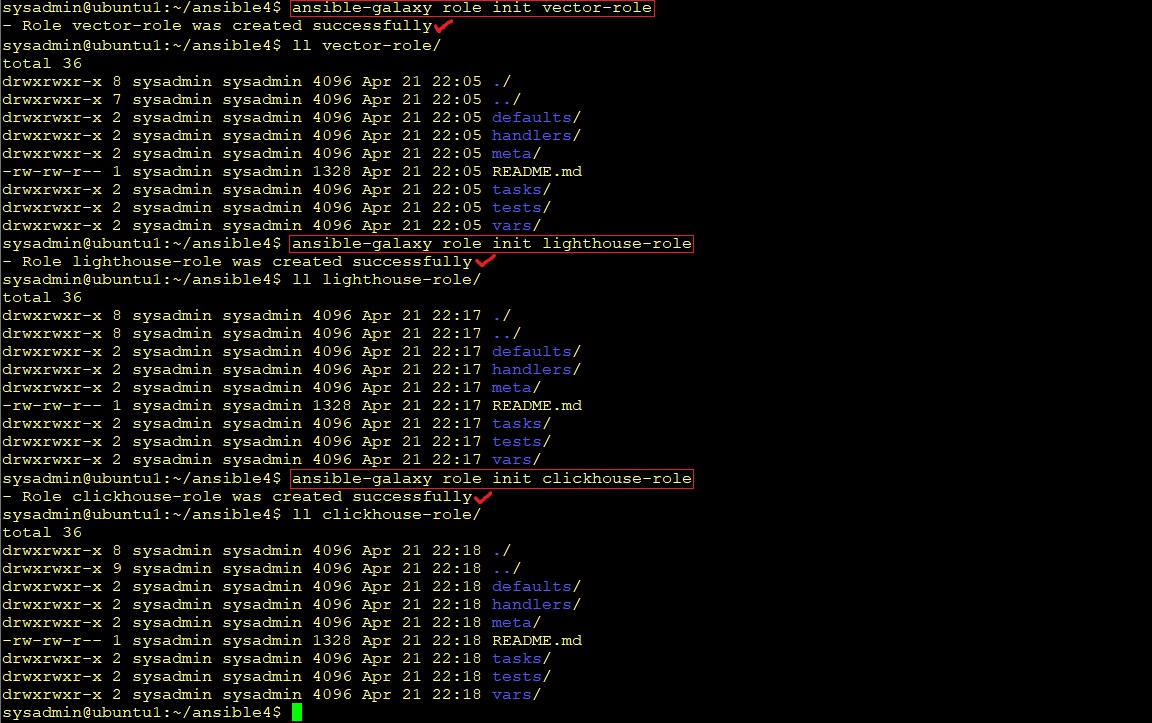 sysadmin@ubuntu1:~/ansible4$ ansible-galaxy role init vector-role
- Role vector-role was created successfully
sysadmin@ubuntu1:~/ansible4$ ll vector-role/
total 36
drwxrwxr-x 8 sysadmin sysadmin 4096 Apr 21 22:05 ./
drwxrwxr-x 7 sysadmin sysadmin 4096 Apr 21 22:05 ../
drwxrwxr-x 2 sysadmin sysadmin 4096 Apr 21 22:05 defaults/
drwxrwxr-x 2 sysadmin sysadmin 4096 Apr 21 22:05 handlers/
drwxrwxr-x 2 sysadmin sysadmin 4096 Apr 21 22:05 meta/
-rw-rw-r-- 1 sysadmin sysadmin 1328 Apr 21 22:05 README.md
drwxrwxr-x 2 sysadmin sysadmin 4096 Apr 21 22:05 tasks/
drwxrwxr-x 2 sysadmin sysadmin 4096 Apr 21 22:05 tests/
drwxrwxr-x 2 sysadmin sysadmin 4096 Apr 21 22:05 vars/
sysadmin@ubuntu1:~/ansible4$ ansible-galaxy role init lighthouse-role
- Role lighthouse-role was created successfully
sysadmin@ubuntu1:~/ansible4$ ll lighthouse-role/
total 36
drwxrwxr-x 8 sysadmin sysadmin 4096 Apr 21 22:17 ./
drwxrwxr-x 8 sysadmin sysadmin 4096 Apr 21 22:17 ../
drwxrwxr-x 2 sysadmin sysadmin 4096 Apr 21 22:17 defaults/
drwxrwxr-x 2 sysadmin sysadmin 4096 Apr 21 22:17 handlers/
drwxrwxr-x 2 sysadmin sysadmin 4096 Apr 21 22:17 meta/
-rw-rw-r-- 1 sysadmin sysadmin 1328 Apr 21 22:17 README.md
drwxrwxr-x 2 sysadmin sysadmin 4096 Apr 21 22:17 tasks/
drwxrwxr-x 2 sysadmin sysadmin 4096 Apr 21 22:17 tests/
drwxrwxr-x 2 sysadmin sysadmin 4096 Apr 21 22:17 vars/
sysadmin@ubuntu1:~/ansible4$ ansible-galaxy role init clickhouse-role
- Role clickhouse-role was created successfully
sysadmin@ubuntu1:~/ansible4$ ll clickhouse-role/
total 36
drwxrwxr-x 8 sysadmin sysadmin 4096 Apr 21 22:18 ./
drwxrwxr-x 9 sysadmin sysadmin 4096 Apr 21 22:18 ../
drwxrwxr-x 2 sysadmin sysadmin 4096 Apr 21 22:18 defaults/
drwxrwxr-x 2 sysadmin sysadmin 4096 Apr 21 22:18 handlers/
drwxrwxr-x 2 sysadmin sysadmin 4096 Apr 21 22:18 meta/
-rw-rw-r-- 1 sysadmin sysadmin 1328 Apr 21 22:18 README.md
drwxrwxr-x 2 sysadmin sysadmin 4096 Apr 21 22:18 tasks/
drwxrwxr-x 2 sysadmin sysadmin 4096 Apr 21 22:18 tests/
drwxrwxr-x 2 sysadmin sysadmin 4096 Apr 21 22:18 vars/
sysadmin@ubuntu1:~/ansible4$